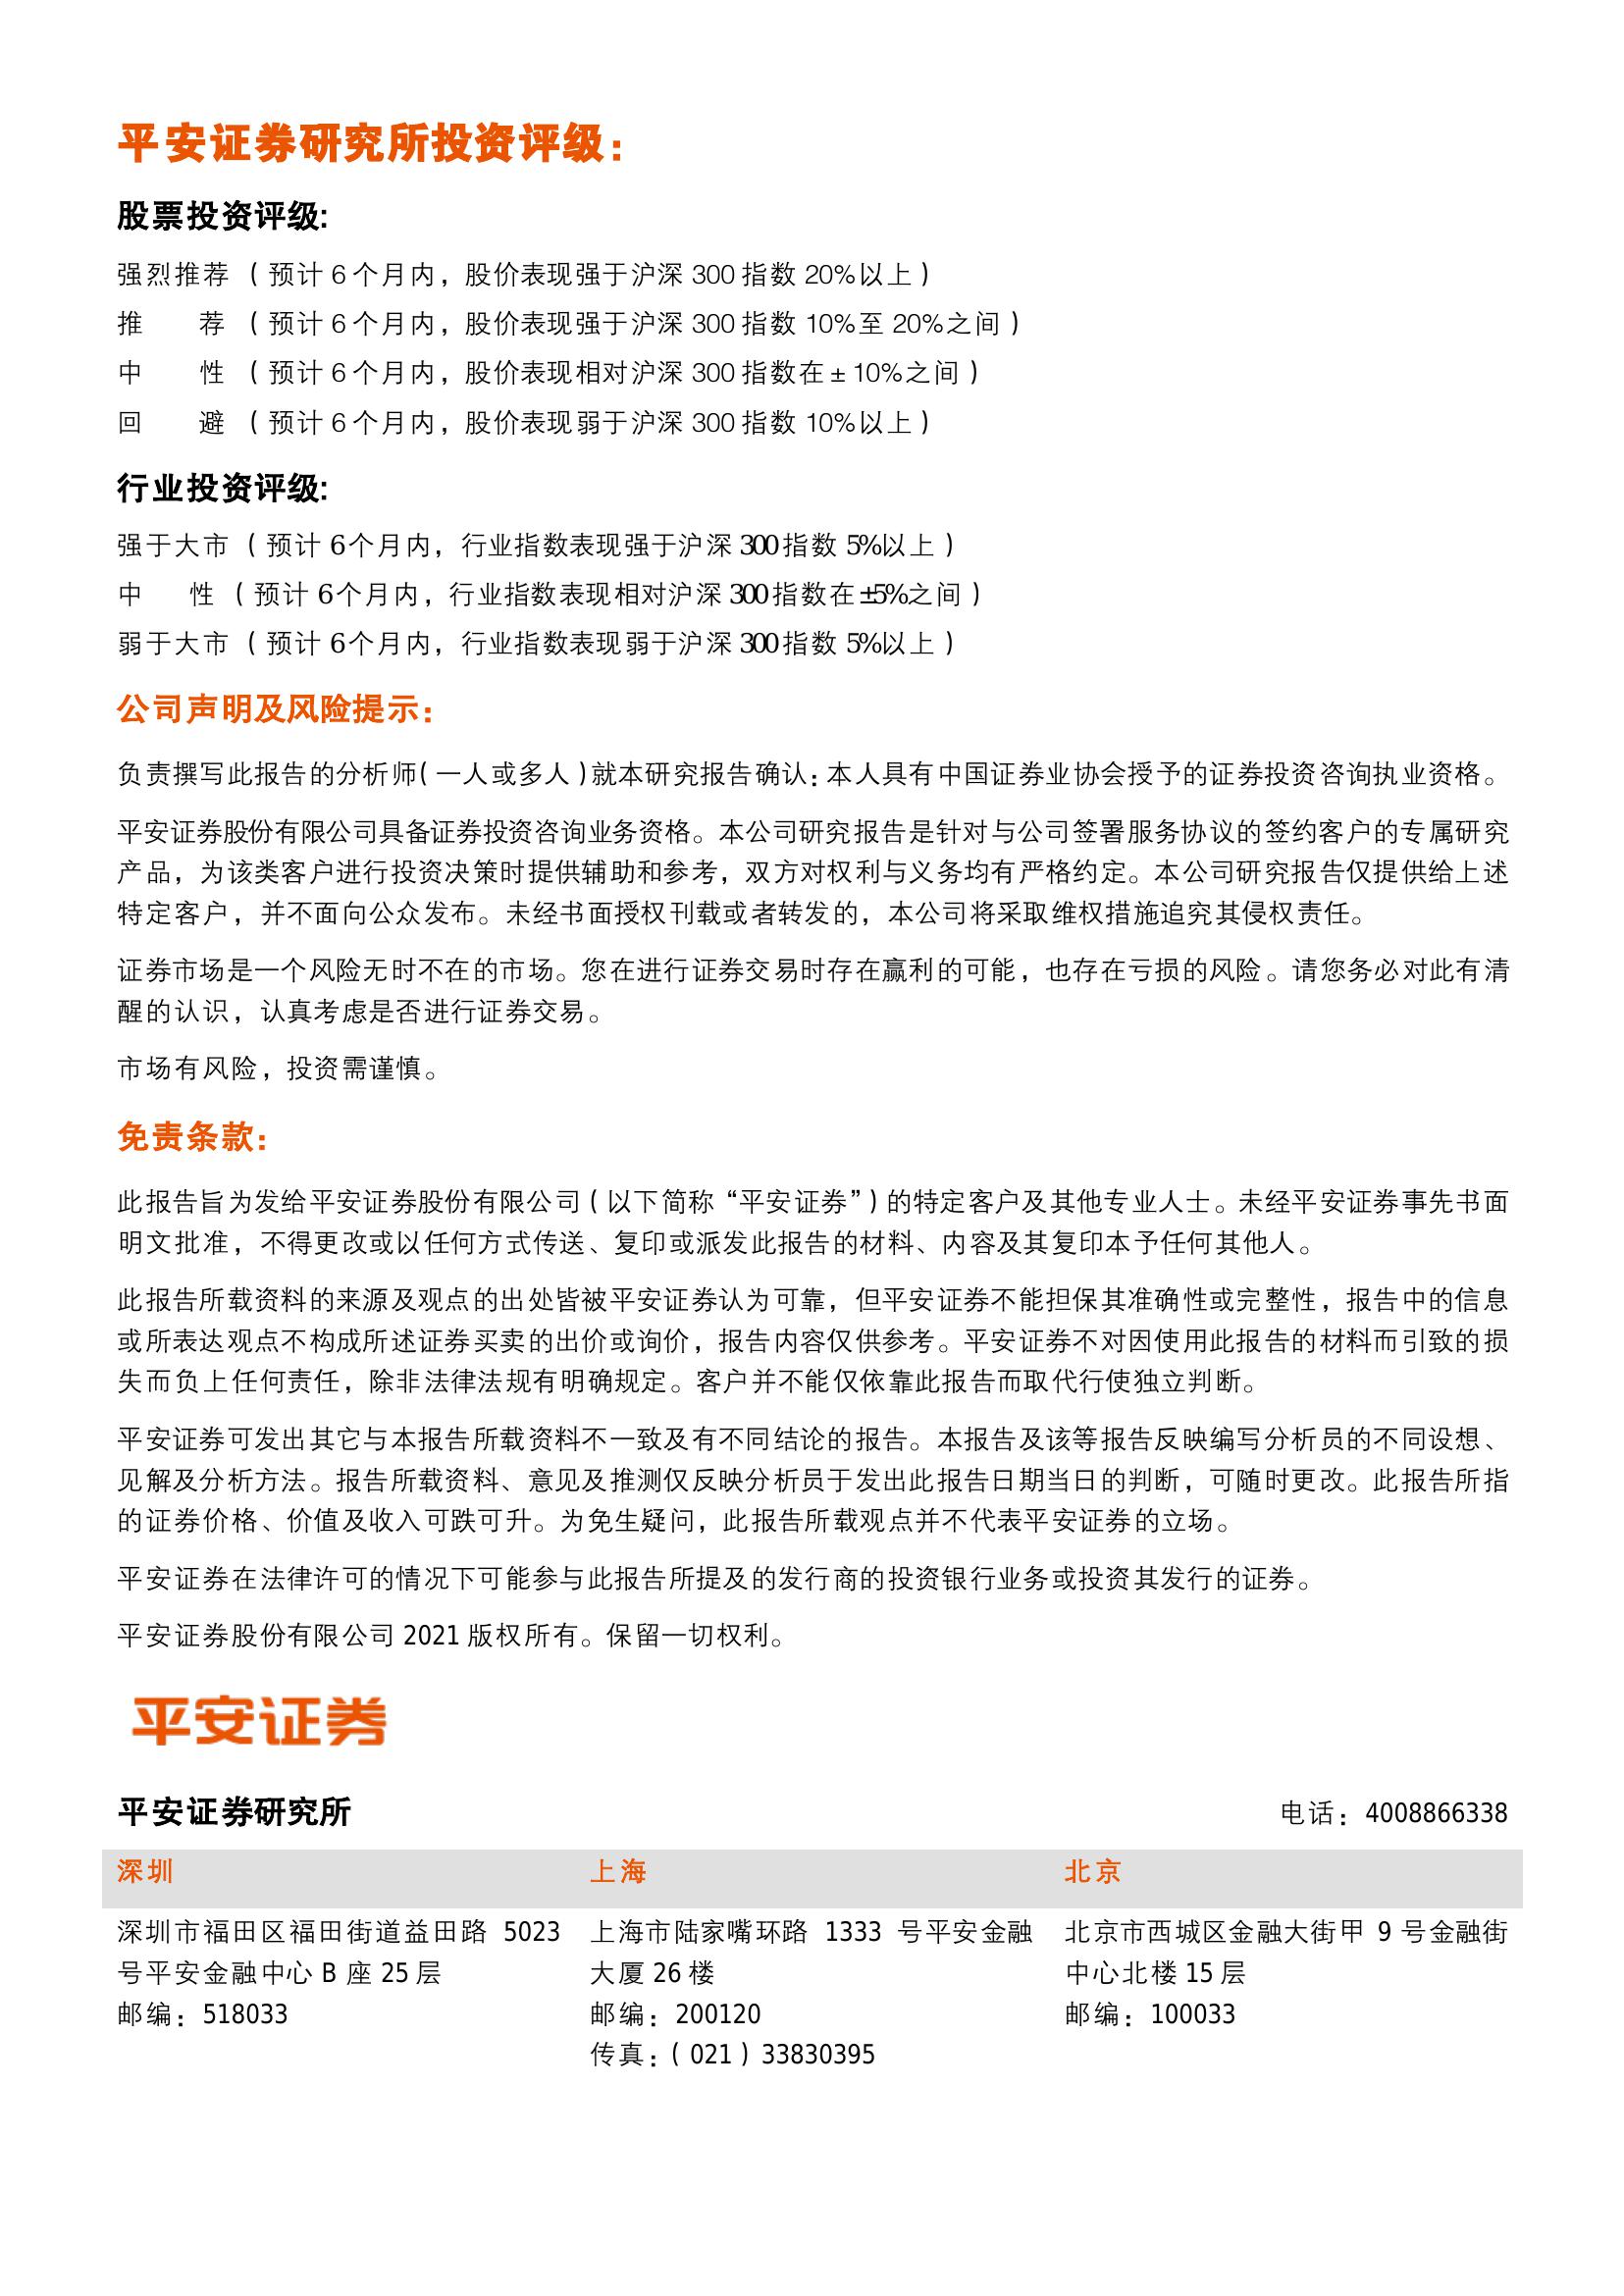 平安证券研究所投资评级：
股票投资评级:
强烈推荐 （预计 6 个月内，股价表现强于沪深 300 指数 20%以上）
推　　荐 （预计 6 个月内，股价表现强于沪深 300 指数 10%至 20%之间）
中　　性 （预计 6 个月内，股价表现相对沪深 300 指数在± 10%之间）
回　　避 （预计 6 个月内，股价表现弱于沪深 300 指数 10%以上）
行业投资评级:
强于大市 （预计 6 个月内，行业指数表现强于沪深 300 指数 5%以上）
中　　性 （预计 6 个月内，行业指数表现相对沪深 300 指数在±5%之间）
弱于大市 （预计 6 个月内，行业指数表现弱于沪深 300 指数 5%以上）
公司声明及风险提示：
负责撰写此报告的分析师（一人或多人）就本研究报告确认：本人具有中国证券业协会授予的证券投资咨询执业资格。
平安证券股份有限公司具备证券投资咨询业务资格。本公司研究报告是针对与公司签署服务协议的签约客户的专属研究
产品，为该类客户进行投资决策时提供辅助和参考，双方对权利与义务均有严格约定。本公司研究报告仅提供给上述
特定客户，并不面向公众发布。未经书面授权刊载或者转发的，本公司将采取维权措施追究其侵权责任。
证券市场是一个风险无时不在的市场。您在进行证券交易时存在赢利的可能，也存在亏损的风险。请您务必对此有清
醒的认识，认真考虑是否进行证券交易。
市场有风险，投资需谨慎。
免责条款：
此报告旨为发给平安证券股份有限公司（以下简称“平安证券”）的特定客户及其他专业人士。未经平安证券事先书面
明文批准，不得更改或以任何方式传送、复印或派发此报告的材料、内容及其复印本予任何其他人。
此报告所载资料的来源及观点的出处皆被平安证券认为可靠，但平安证券不能担保其准确性或完整性，报告中的信息
或所表达观点不构成所述证券买卖的出价或询价，报告内容仅供参考。平安证券不对因使用此报告的材料而引致的损
失而负上任何责任，除非法律法规有明确规定。客户并不能仅依靠此报告而取代行使独立判断。
平安证券可发出其它与本报告所载资料不一致及有不同结论的报告。本报告及该等报告反映编写分析员的不同设想、
见解及分析方法。报告所载资料、意见及推测仅反映分析员于发出此报告日期当日的判断，可随时更改。此报告所指
的证券价格、价值及收入可跌可升。为免生疑问，此报告所载观点并不代表平安证券的立场。
平安证券在法律许可的情况下可能参与此报告所提及的发行商的投资银行业务或投资其发行的证券。
平安证券股份有限公司 2021 版权所有。保留一切权利。
平安证券
平安证券研究所
电话：4008866338
深圳
深圳市福田区福田街道益田路 5023
号平安金融中心 B 座 25 层
邮编：518033
上海
上海市陆家嘴环路 1333 号平安金融
大厦 26 楼
邮编：200120
传真：（021）33830395
北京
北京市西城区金融大街甲 9 号金融街
中心北楼 15 层
邮编：100033